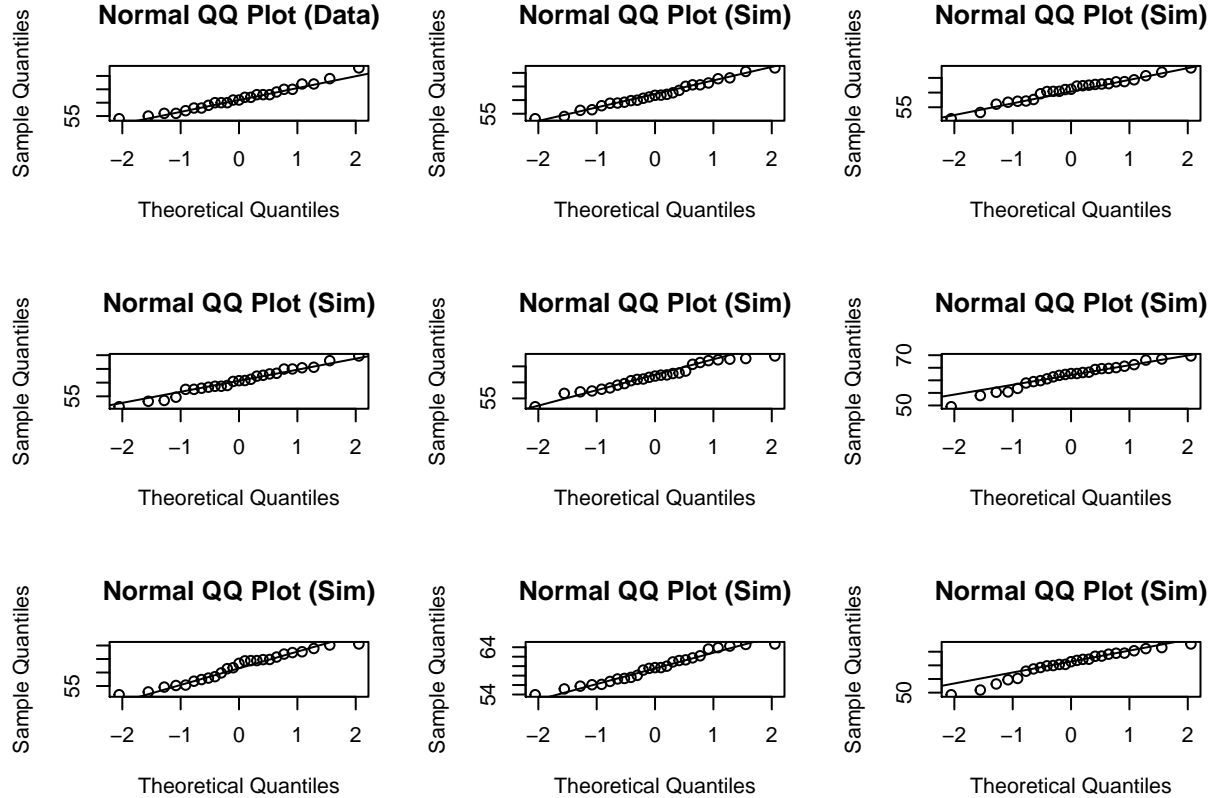 Normal QQ Plot (Data)
Sample Quantiles
55
−2 −1 0 1 2
Theoretical Quantiles
Normal QQ Plot (Sim)
Sample Quantiles
55
−2 −1 0 1 2
Theoretical Quantiles
Normal QQ Plot (Sim)
Sample Quantiles
55
−2 −1 0 1 2
Theoretical Quantiles
Normal QQ Plot (Sim)
Sample Quantiles
55
−2 −1 0 1 2
Theoretical Quantiles
Normal QQ Plot (Sim)
Sample Quantiles
55
−2 −1 0 1 2
Theoretical Quantiles
Normal QQ Plot (Sim)
Sample Quantiles
50 70
−2 −1 0 1 2
Theoretical Quantiles
Normal QQ Plot (Sim)
Sample Quantiles
55
−2 −1 0 1 2
Theoretical Quantiles
Normal QQ Plot (Sim)
Sample Quantiles
54 64
−2 −1 0 1 2
Theoretical Quantiles
Normal QQ Plot (Sim)
Sample Quantiles
50
−2 −1 0 1 2
Theoretical Quantiles